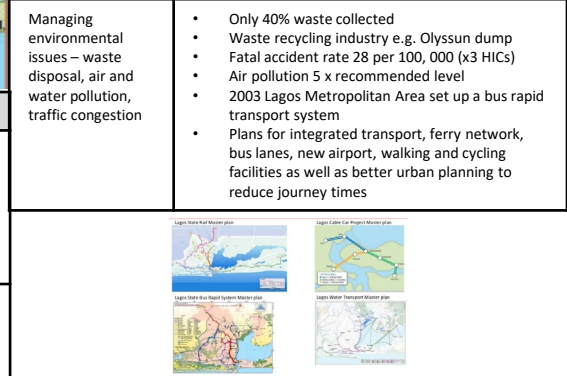 Managing
environmental
issues – waste
disposal, air and
water pollution,
traffic congestion
• Only 40% waste collected
• Waste recycling industry e.g. Olyssun dump
• Fatal accident rate 28 per 100, 000 (x3 HICs)
• Air pollution 5 x recommended level
• 2003 Lagos Metropolitan Area set up a bus rapid
transport system
• Plans for integrated transport, ferry network,
bus lanes, new airport, walking and cycling
facilities as well as better urban planning to
reduce journey times
Lagos State Rail Master plan
Lagos Cable Car Project Master plan
Lagos State Bus Rapid System Master plan
Lagos Water Transport Master plan